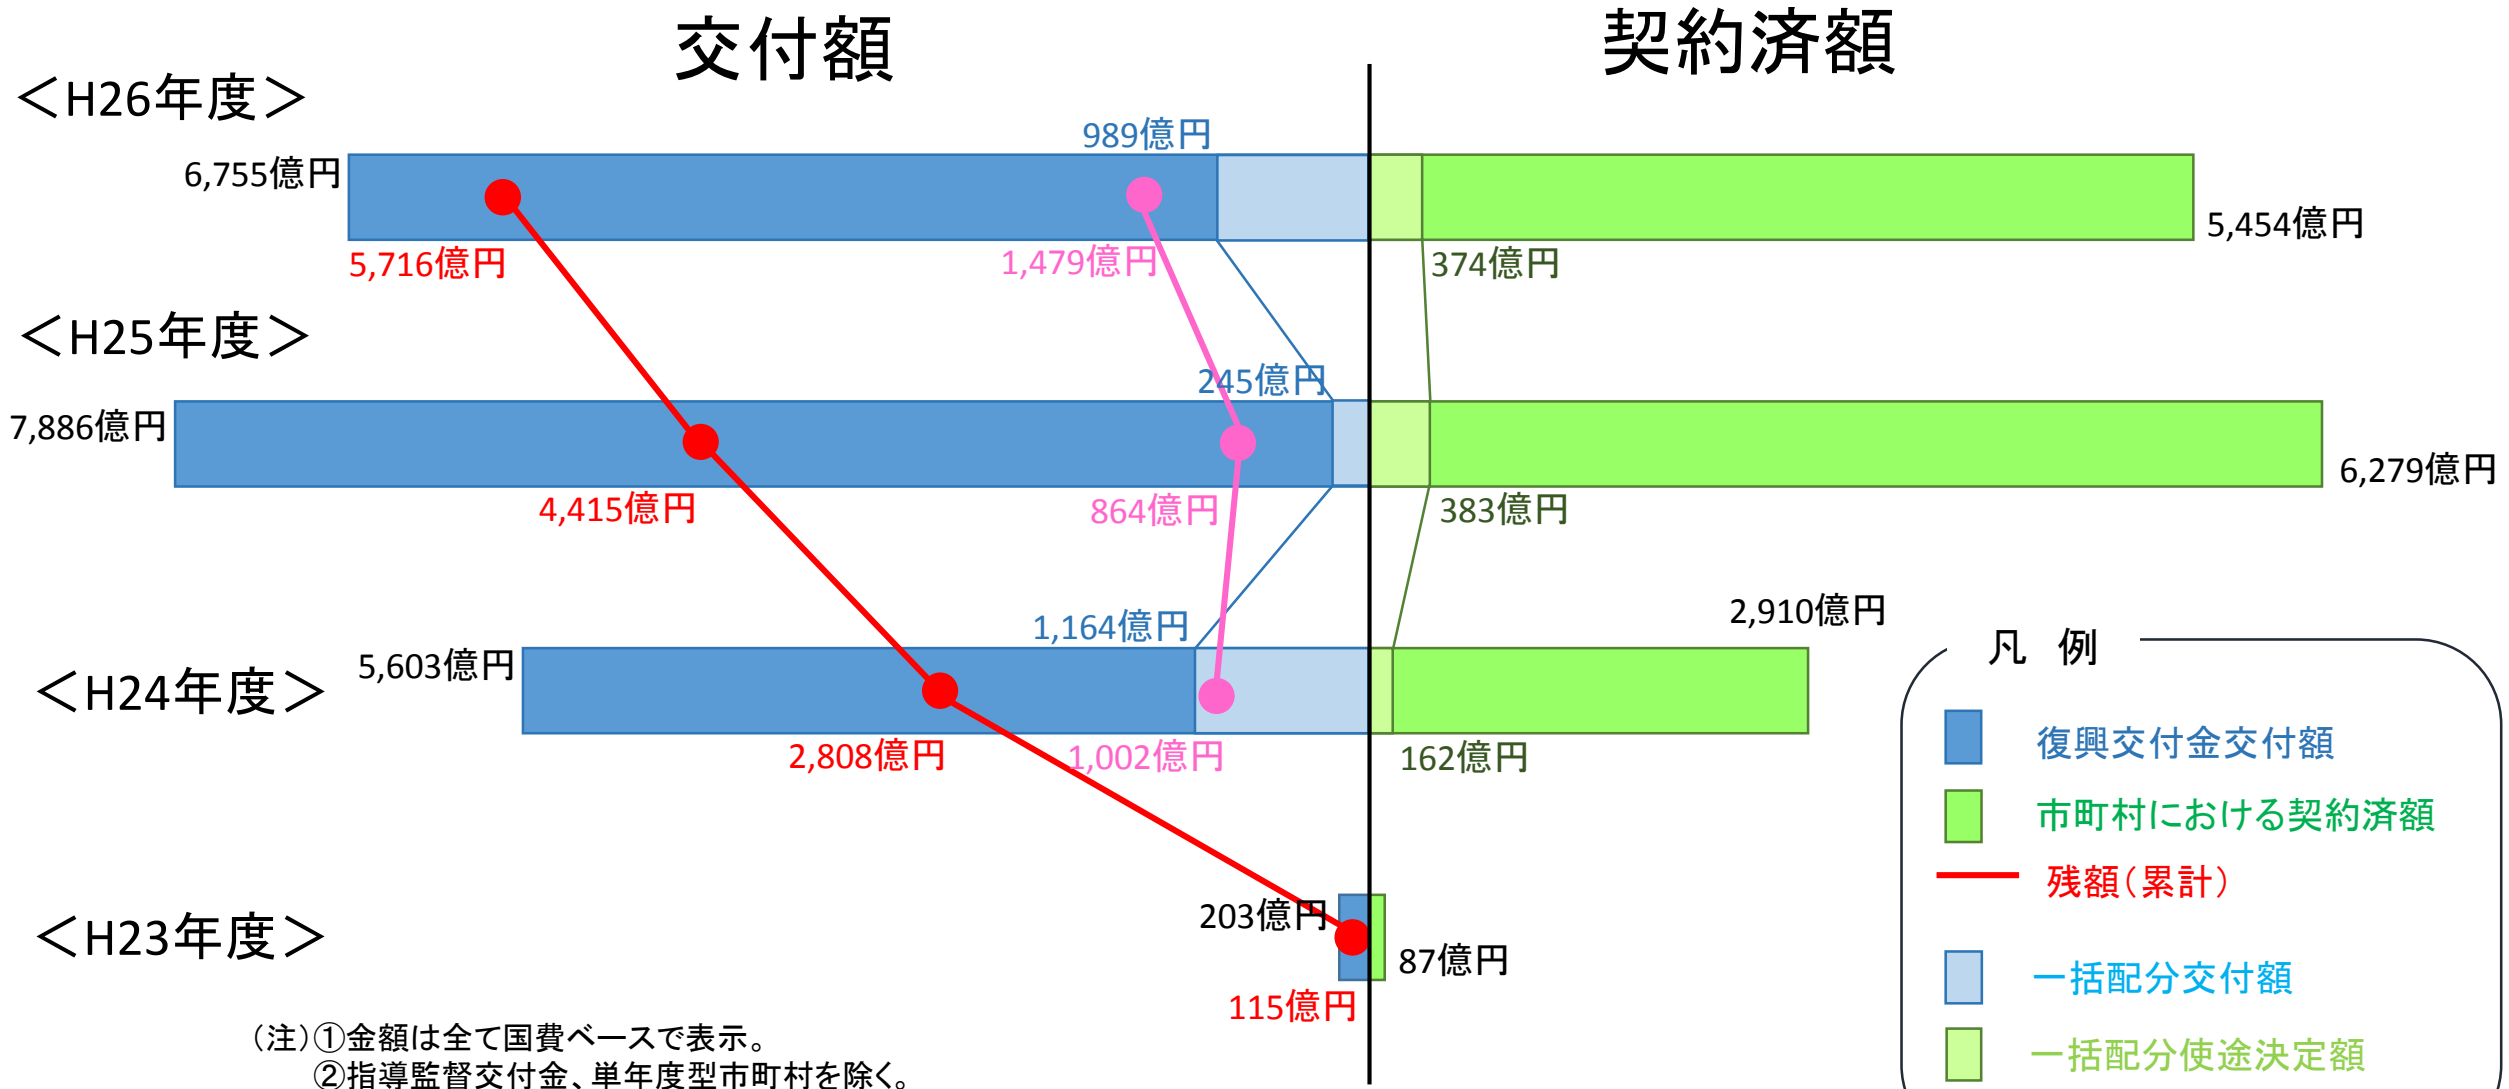 交付額
契約済額
＜H26年度＞
989億円
6,755億円
5,454億円
5,716億円
1,479億円
374億円
＜H25年度＞
245億円
7,886億円
6,279億円
4,415億円
864億円
383億円
2,910億円
1,164億円
5,603億円
＜H24年度＞
2,808億円
1,002億円
162億円
203億円
＜H23年度＞
87億円
115億円
凡 例
復興交付金交付額
市町村における契約済額
残額（累計）
一括配分交付額
一括配分使途決定額
（注）①金額は全て国費ベースで表示。
②指導監督交付金、単年度型市町村を除く。